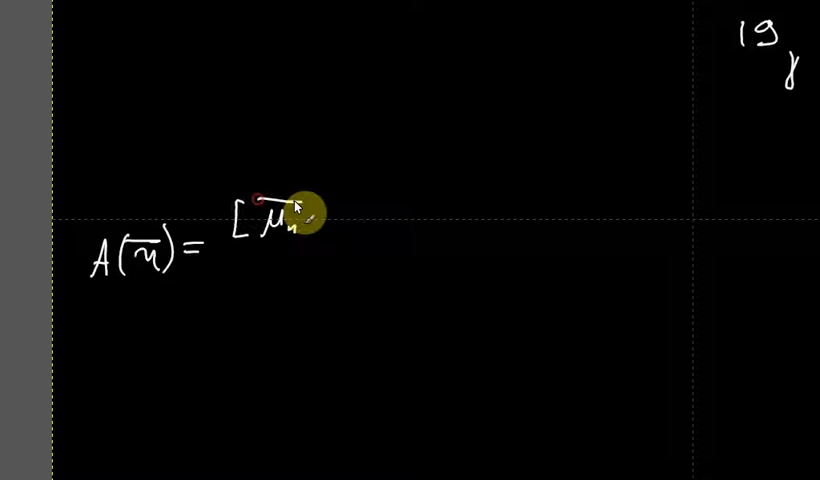 19
γ
[ μ̅ₙ
A(n̅) =